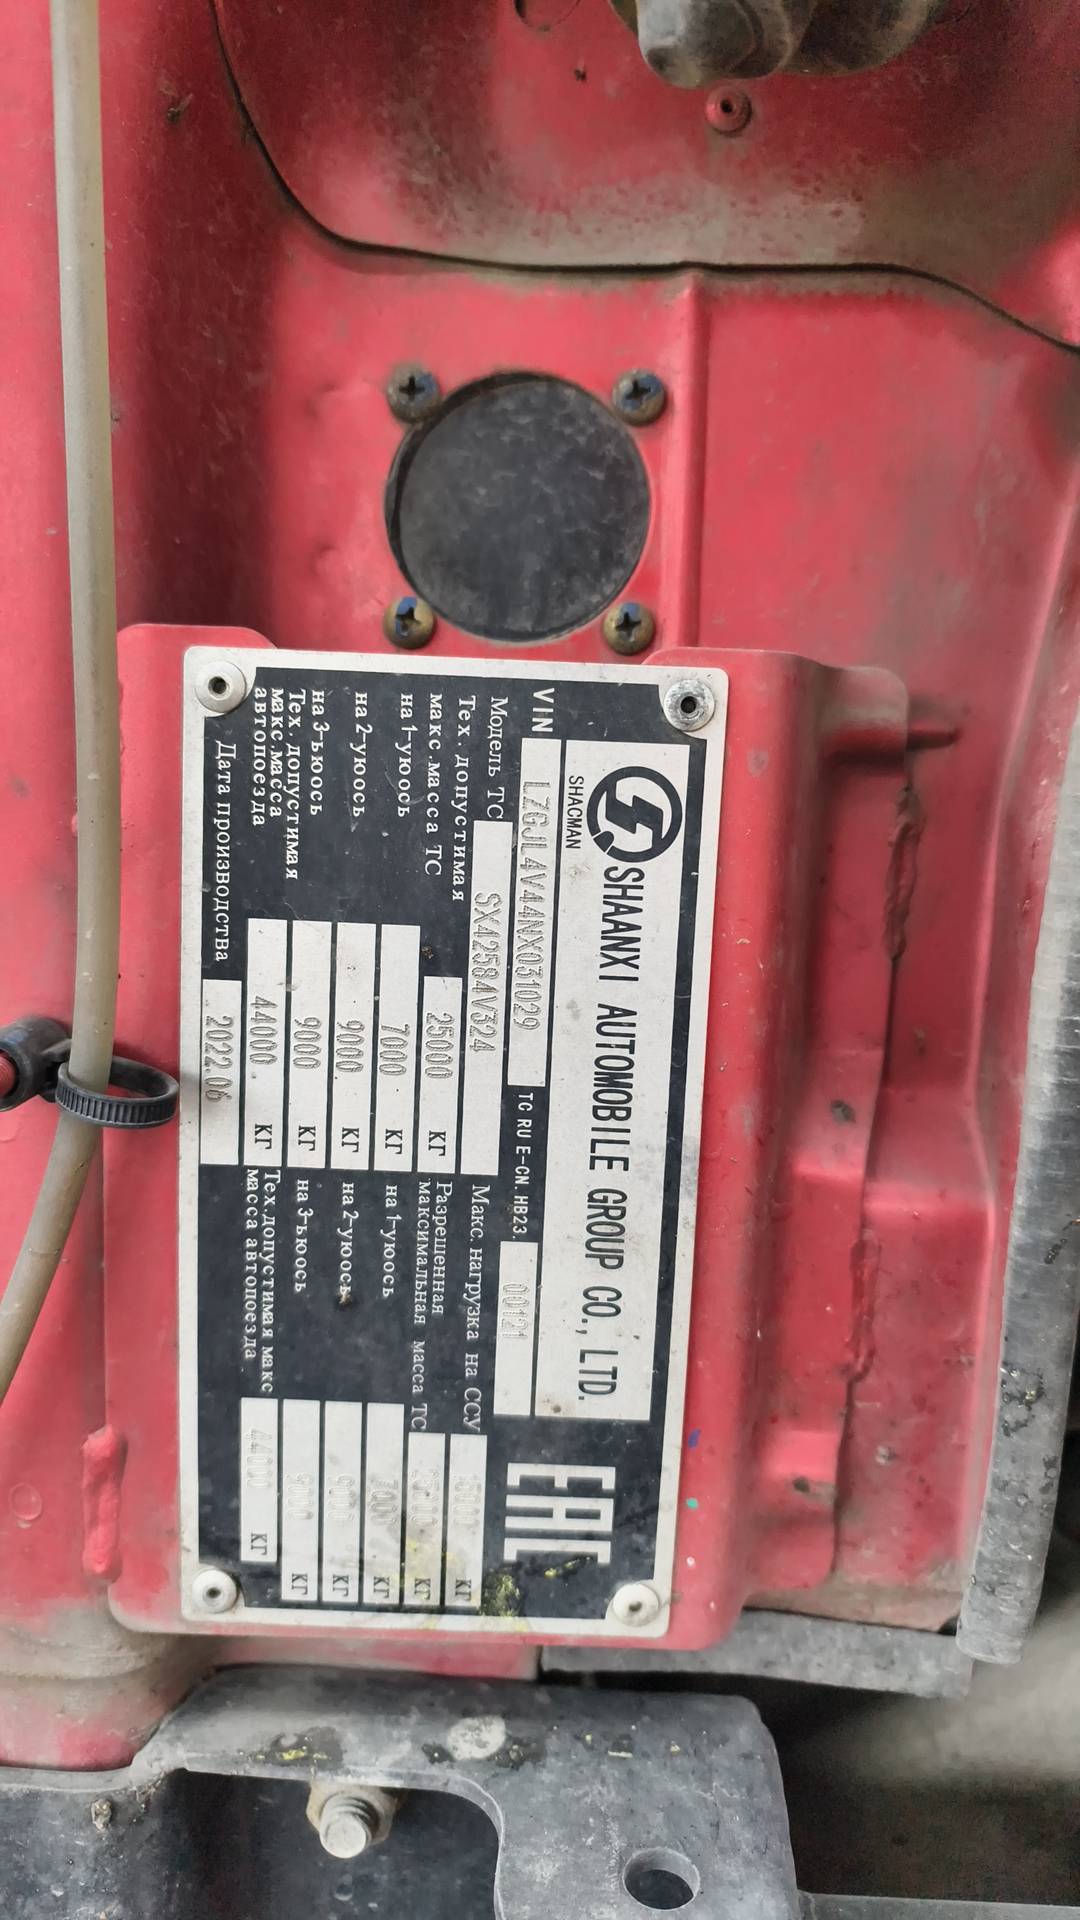 SHACMAN
SHAANXI AUTOMOBILE GROUP CO., LTD.
VIN LZGJL4V44NX031029 TC RU E-CN.HB23. 00121
EAC
Модель ТС SX42584V324
Макс. нагрузка на ССУ кг
Тех. допустимая макс.масса ТС 25000 кг
Разрешенная максимальная масса ТС кг
на 1-уюось 7000 кг
на 1-уюось 7000 кг
на 2-уюось 9000 кг
на 2-уюось 9000 кг
на 3-ьюось 9000 кг
на 3-ьюось 9000 кг
Тех. допустимая макс.масса автопоезда 44000 кг
Тех.допустимая макс масса автопоезда 44000 кг
Дата производства 2022.06